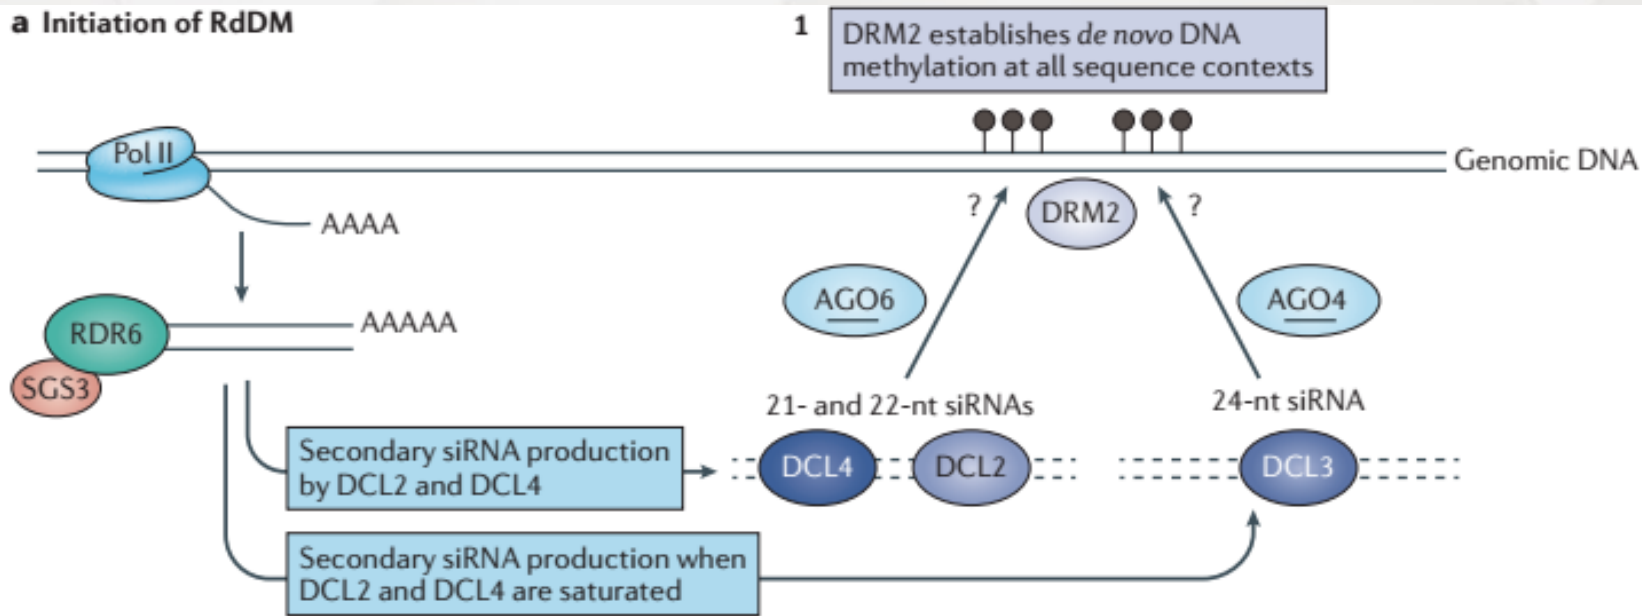 a Initiation of RdDM
1
DRM2 establishes de novo DNA
methylation at all sequence contexts
Pol II
Genomic DNA
AAAA
?
DRM2
?
AGO6
AGO4
RDR6
AAAAA
SGS3
21- and 22-nt siRNAs
24-nt siRNA
Secondary siRNA production
by DCL2 and DCL4
DCL4
DCL2
DCL3
Secondary siRNA production when
DCL2 and DCL4 are saturated